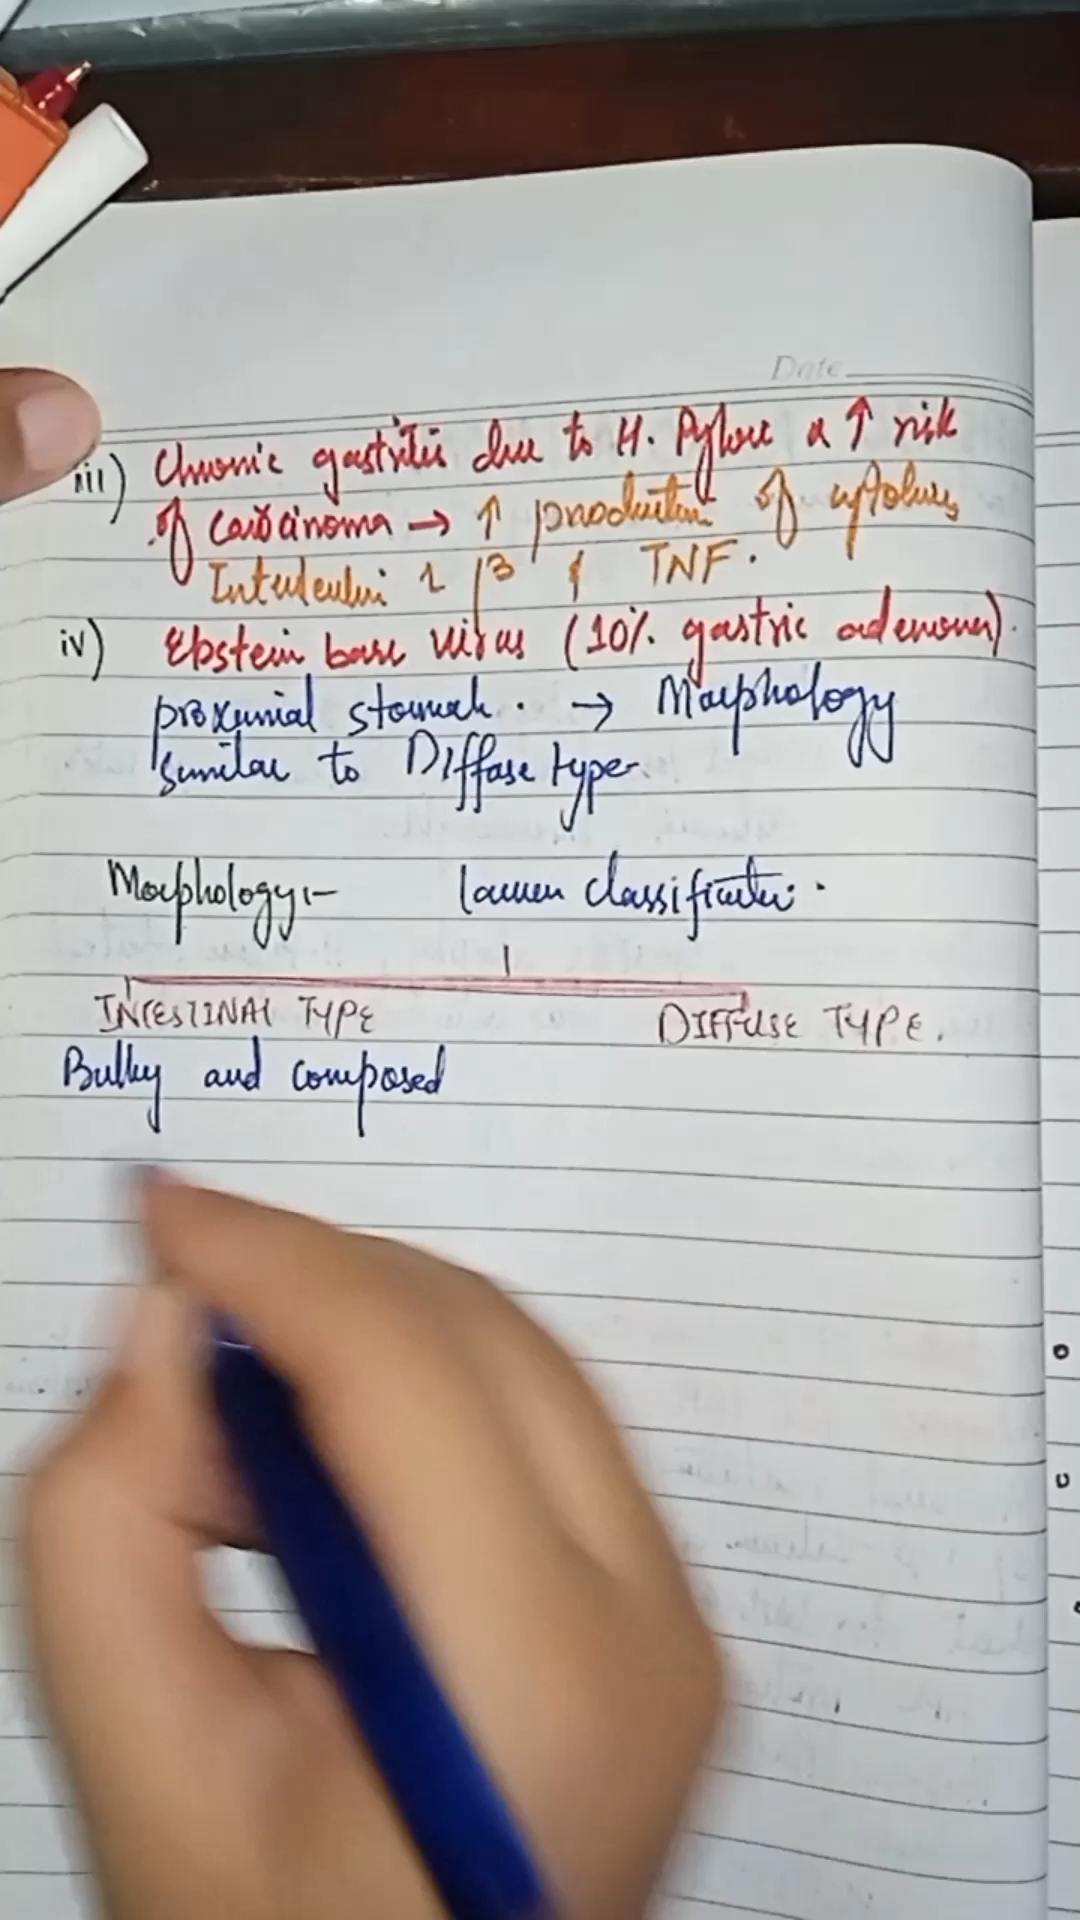 Date
iii) Chronic gastritis due to H. Pylori α ↑ risk
of carcinoma → ↑ production of cytokines
Interleukin 1 β & TNF.
iv) Ebstein barr virus (10% gastric adenoma).
proximial stomach. → Morphology
similar to Diffuse type
Morphology:- lauren classification.
INTESTINAL TYPE DIFFUSE TYPE.
Bulky and composed